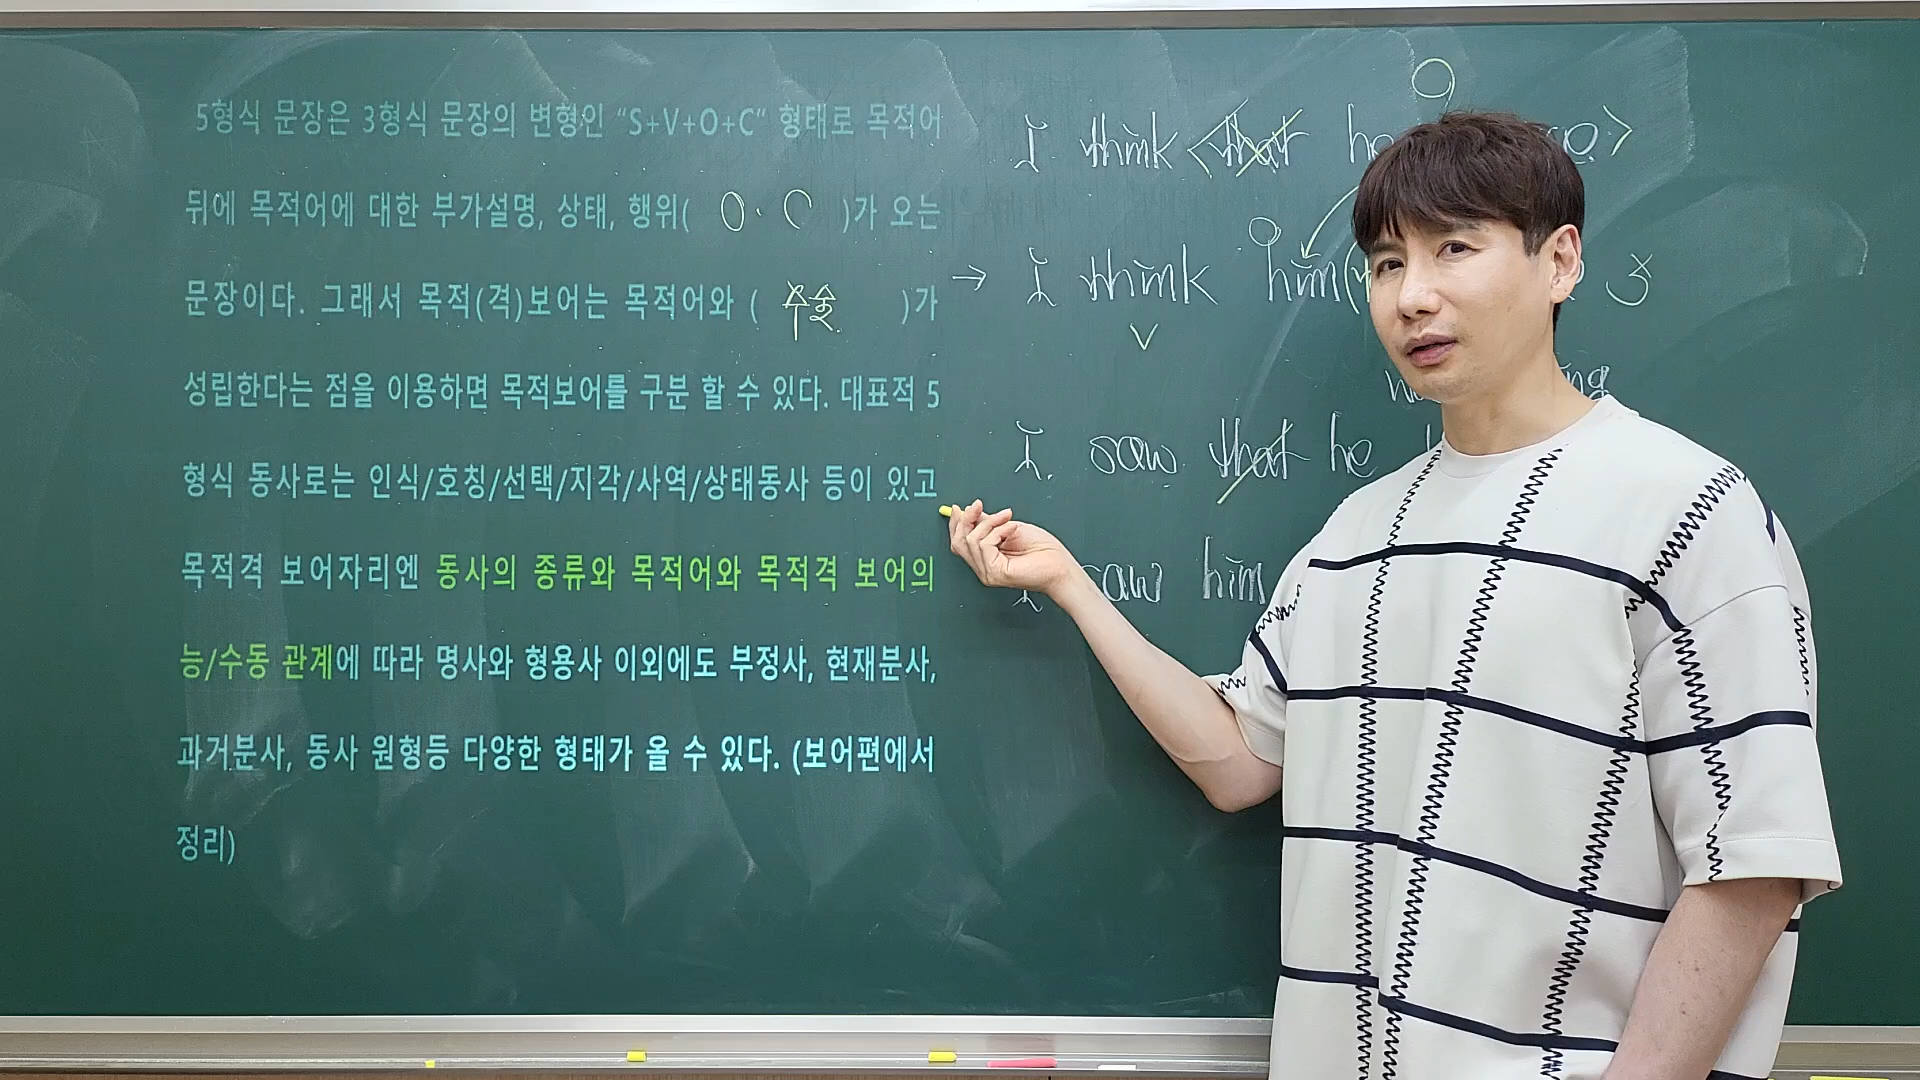 5형식 문장은 3형식 문장의 변형인 “S+V+O+C” 형태로 목적어
뒤에 목적어에 대한 부가설명, 상태, 행위( O·C )가 오는
문장이다. 그래서 목적(격)보어는 목적어와 ( 주술 )가
성립한다는 점을 이용하면 목적보어를 구분 할 수 있다. 대표적 5
형식 동사로는 인식/호칭/선택/지각/사역/상태동사 등이 있고
목적격 보어자리엔 동사의 종류와 목적어와 목적격 보어의
능/수동 관계에 따라 명사와 형용사 이외에도 부정사, 현재분사,
과거분사, 동사 원형등 다양한 형태가 올 수 있다. (보어편에서
정리)
I think <that he
→ I think him(
V
I saw that he
I saw him